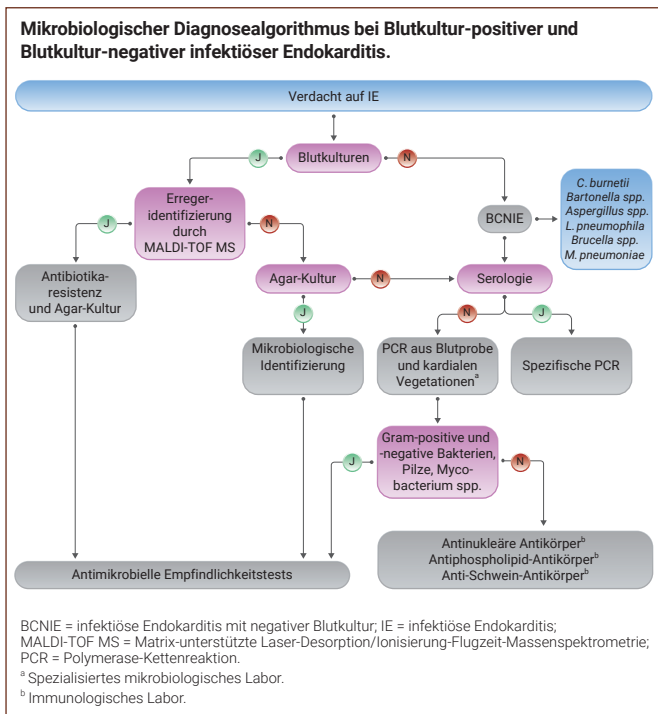 Mikrobiologischer Diagnosealgorithmus bei Blutkultur-positiver und
Blutkultur-negativer infektiöser Endokarditis.
Verdacht auf IE
J
Blutkulturen
N
Erreger-
identifizierung
durch
MALDI-TOF MS
J
N
BCNIE
C. burnetii
Bartonella spp.
Aspergillus spp.
L. pneumophila
Brucella spp.
M. pneumoniae
Antibiotika-
resistenz
und Agar-Kultur
Agar-Kultur
N
Serologie
J
N
J
Mikrobiologische
Identifizierung
PCR aus Blutprobe
und kardialen
Vegetationenᵃ
Spezifische PCR
Gram-positive und
-negative Bakterien,
Pilze, Myco-
bacterium spp.
J
N
Antimikrobielle Empfindlichkeitstests
Antinukleäre Antikörperᵇ
Antiphospholipid-Antikörperᵇ
Anti-Schwein-Antikörperᵇ
BCNIE = infektiöse Endokarditis mit negativer Blutkultur; IE = infektiöse Endokarditis;
MALDI-TOF MS = Matrix-unterstützte Laser-Desorption/Ionisierung-Flugzeit-Massenspektrometrie;
PCR = Polymerase-Kettenreaktion.
ᵃ Spezialisiertes mikrobiologisches Labor.
ᵇ Immunologisches Labor.